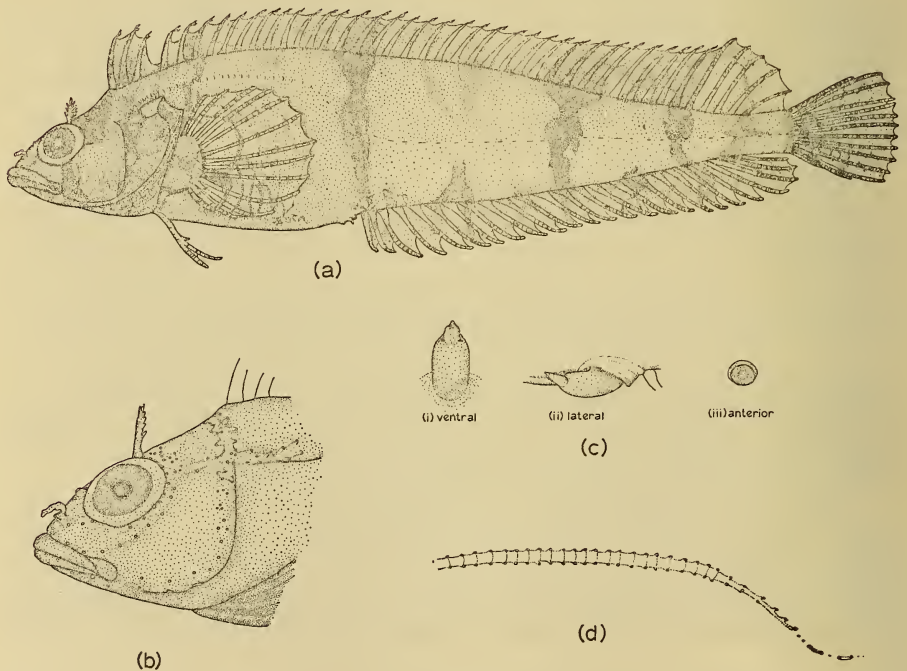 (a)
(i) ventral
(ii) lateral
(iii) anterior
(c)
(b)
(d)